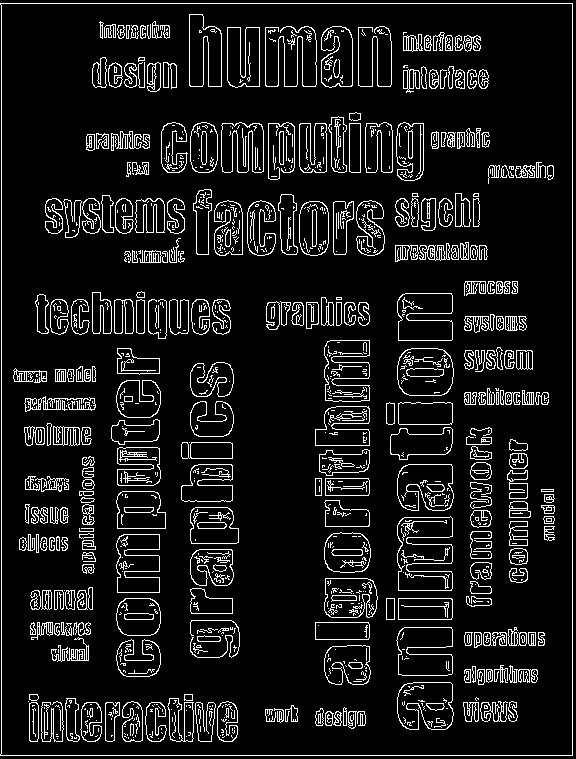 interactive
human
interfaces
design
interface
graphics
computing
graphic
processing
systems
factors
sigchi
automatic
presentation
techniques
graphics
process
systems
system
image model
performance
architecture
volume
computer
graphics
algorithm
animation
framework
computer
model
displays
applications
issue
objects
annual
structures
virtual
operations
algorithms
interactive
work
design
views